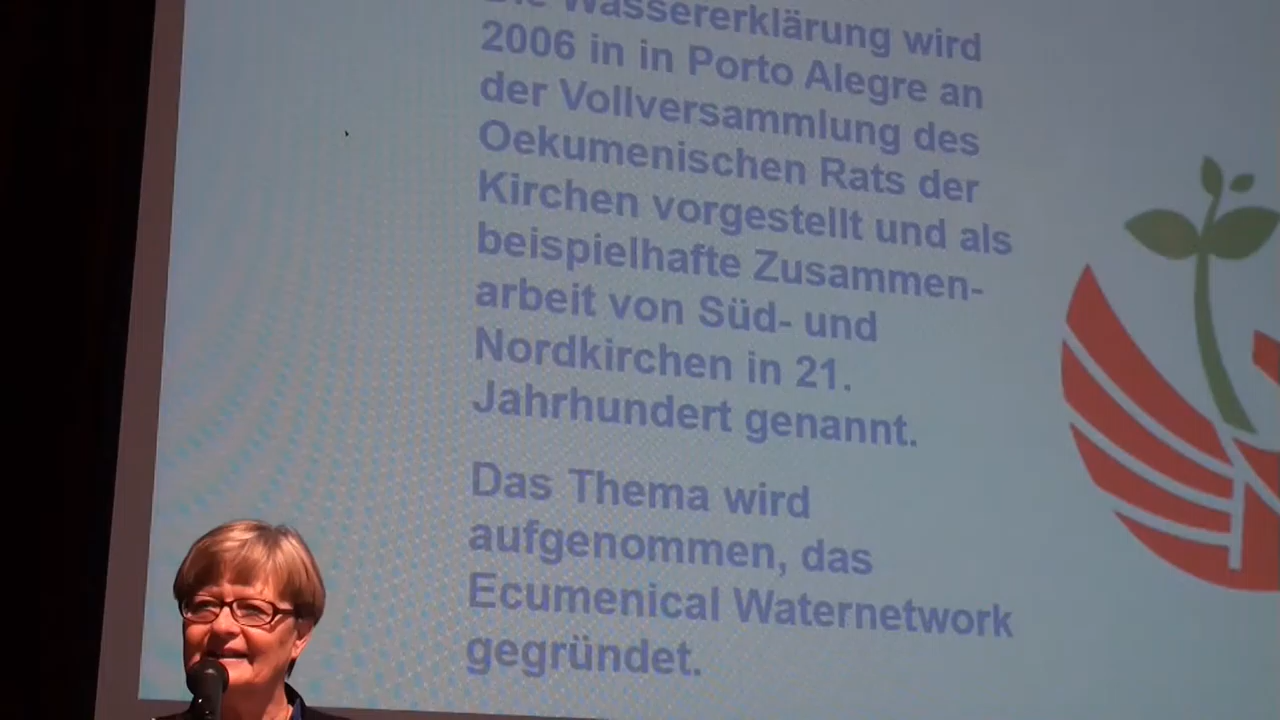 Die Wassererklärung wird
2006 in in Porto Alegre an
der Vollversammlung des
Oekumenischen Rats der
Kirchen vorgestellt und als
beispielhafte Zusammen-
arbeit von Süd- und
Nordkirchen in 21.
Jahrhundert genannt.
Das Thema wird
aufgenommen, das
Ecumenical Waternetwork
gegründet.